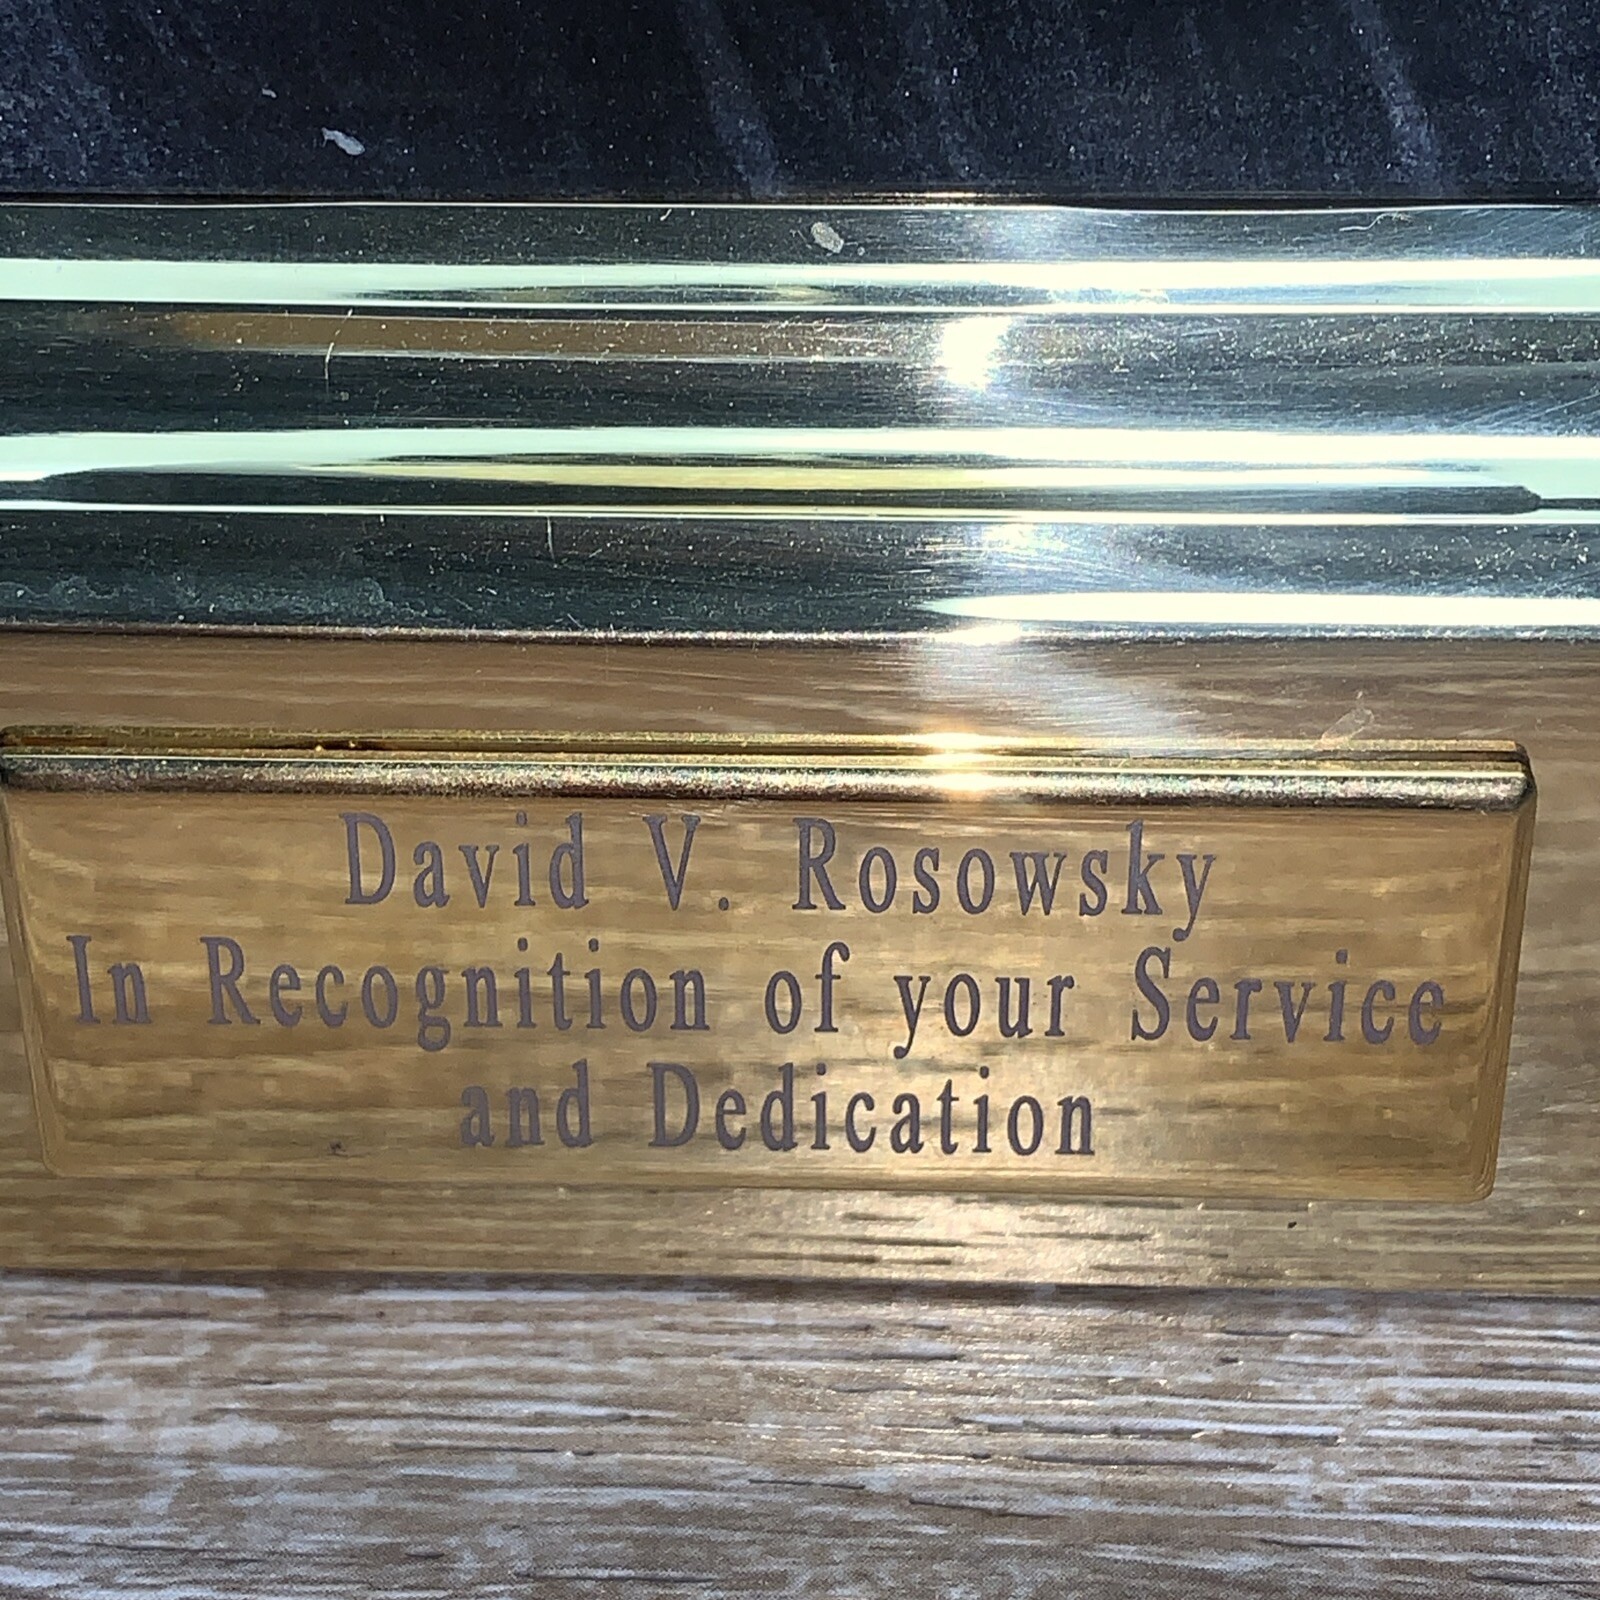 David V. Rosowsky
In Recognition of your Service
and Dedication